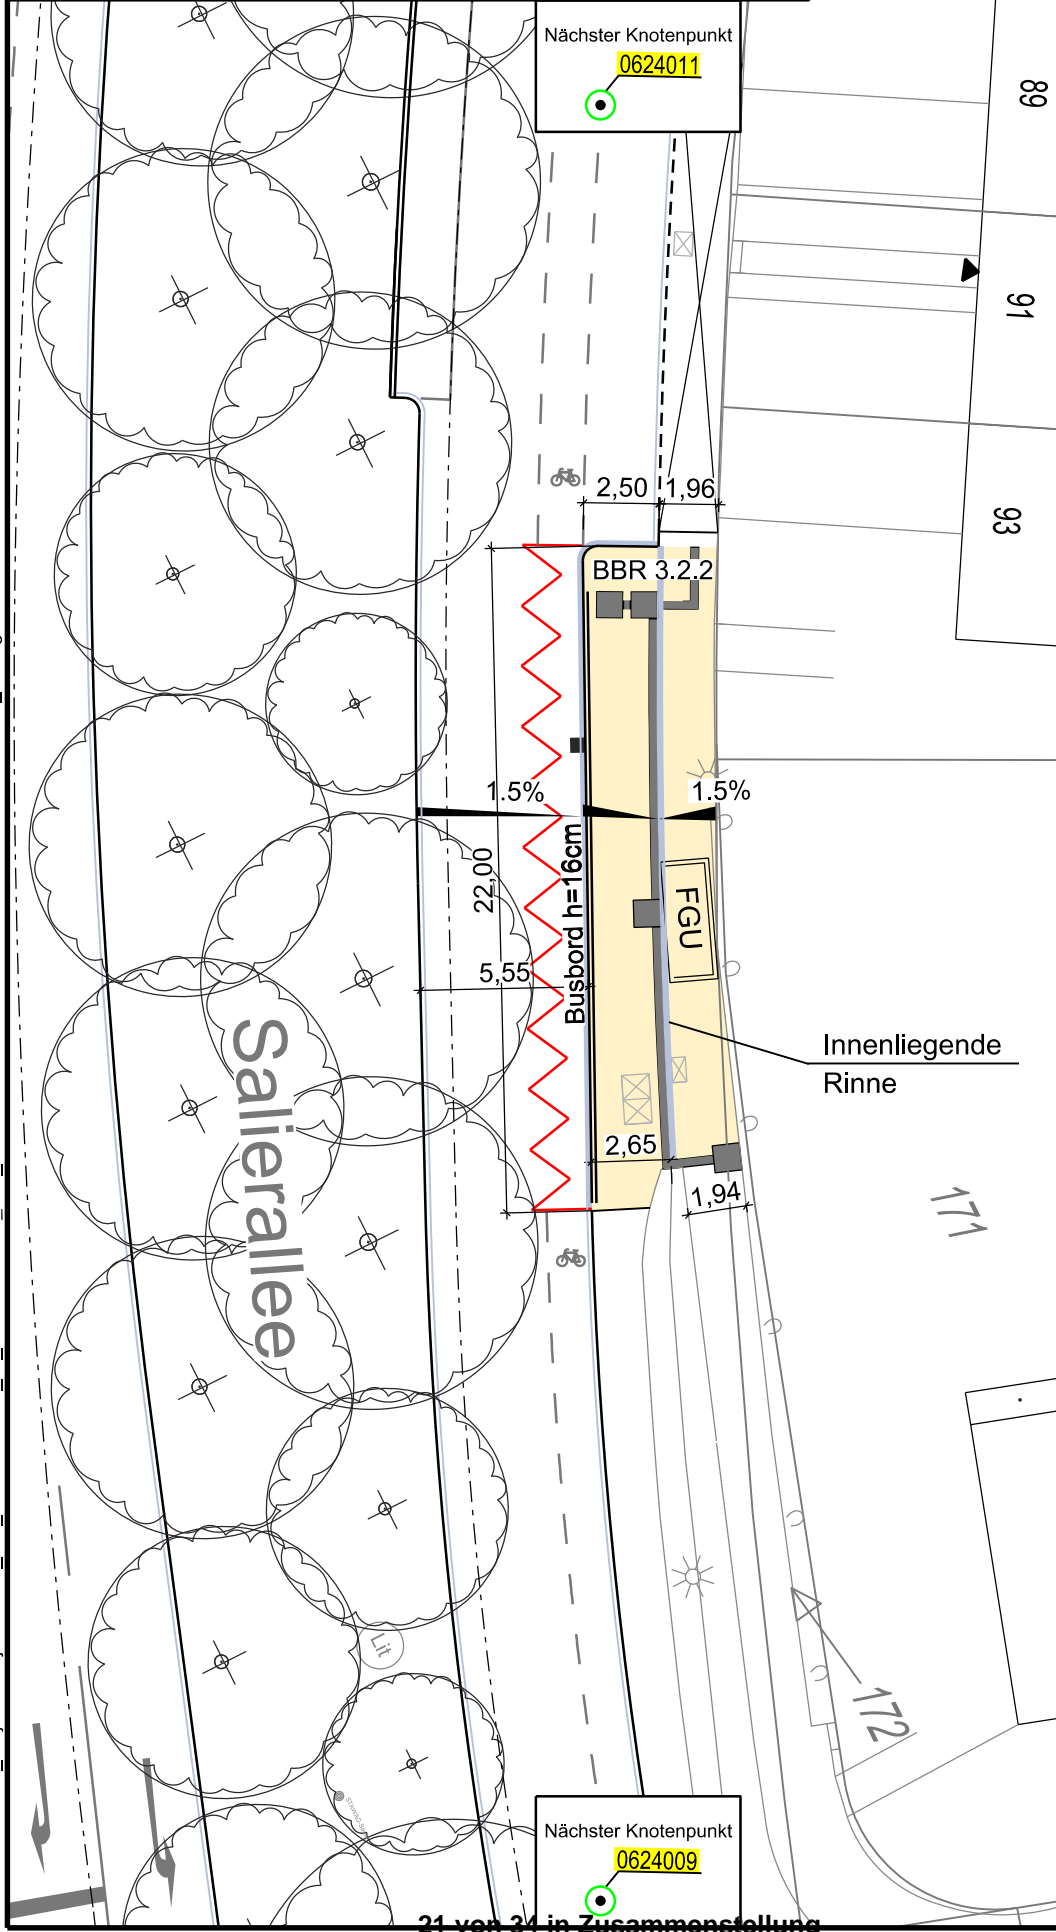 Nächster Knotenpunkt
0624011
89
91
93
2,50
1,96
BBR 3.2.2
1.5%
1.5%
22,00
Busbord h=16cm
FGU
5,55
Innenliegende
Rinne
Salierallee
2,65
1,94
171
Lit
172
Nächster Knotenpunkt
0624009
21 von 34 in Zusammenstellung